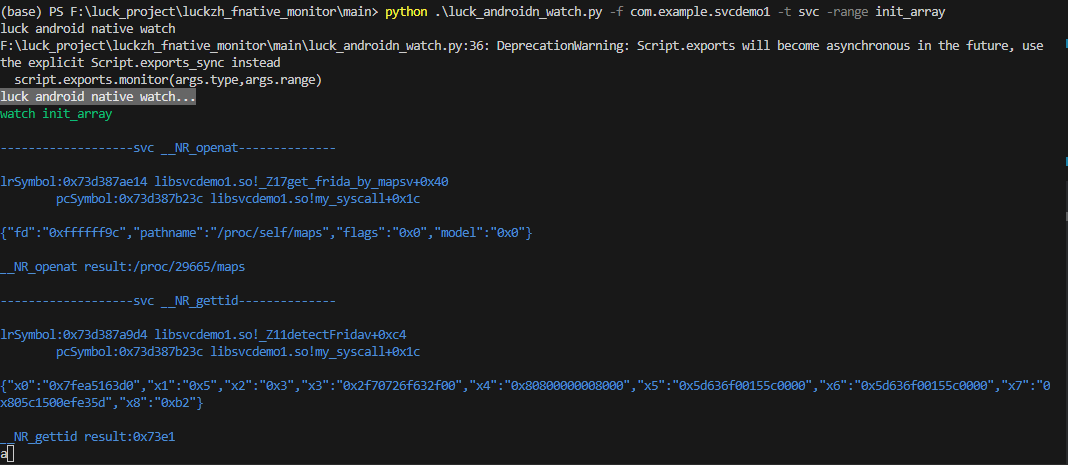 (base) PS F:\luck_project\luckzh_fnative_monitor\main> python .\luck_androidn_watch.py -f com.example.svcdemo1 -t svc -range init_array
luck android native watch
F:\luck_project\luckzh_fnative_monitor\main\luck_androidn_watch.py:36: DeprecationWarning: Script.exports will become asynchronous in the future, use
the explicit Script.exports_sync instead
  script.exports.monitor(args.type,args.range)
luck android native watch...
watch init_array
-------------------svc __NR_openat--------------
lrSymbol:0x73d387ae14 libsvcdemo1.so!_Z17get_frida_by_mapsv+0x40
        pcSymbol:0x73d387b23c libsvcdemo1.so!my_syscall+0x1c
{"fd":"0xffffff9c","pathname":"/proc/self/maps","flags":"0x0","model":"0x0"}
__NR_openat result:/proc/29665/maps
-------------------svc __NR_gettid--------------
lrSymbol:0x73d387a9d4 libsvcdemo1.so!_Z11detectFridav+0xc4
        pcSymbol:0x73d387b23c libsvcdemo1.so!my_syscall+0x1c
{"x0":"0x7fea5163d0","x1":"0x5","x2":"0x3","x3":"0x2f70726f632f00","x4":"0x80800000008000","x5":"0x5d636f00155c0000","x6":"0x5d636f00155c0000","x7":"0
x805c1500efe35d","x8":"0xb2"}
__NR_gettid result:0x73e1
a